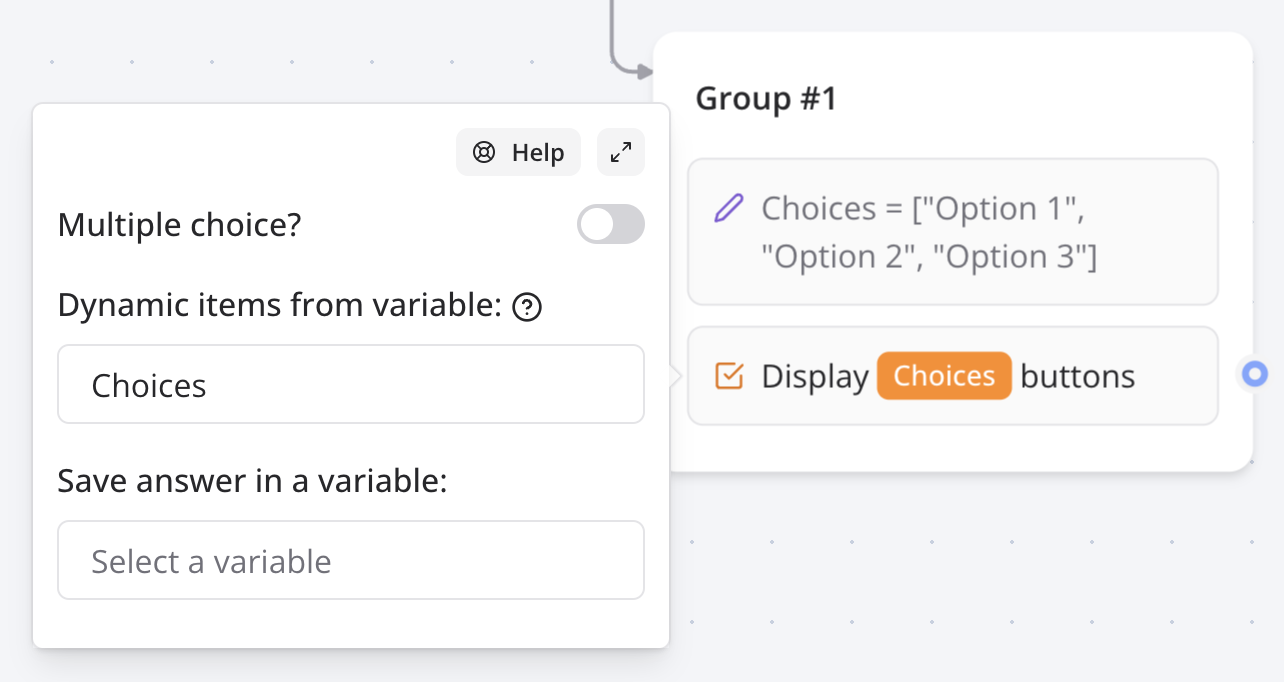 Group #1
Help
Multiple choice?
Dynamic items from variable:
Choices
Save answer in a variable:
Select a variable
Choices = ["Option 1",
"Option 2", "Option 3"]
Display Choices buttons